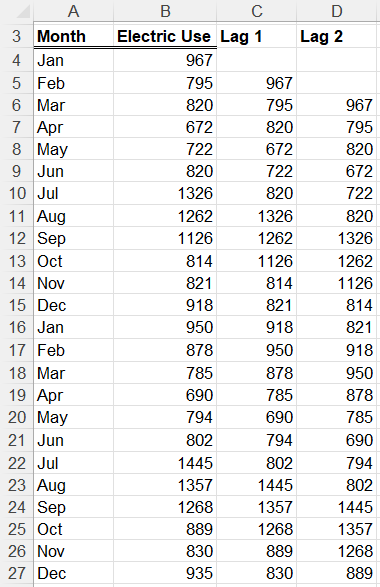 A B C D
3 Month Electric Use Lag 1 Lag 2
4 Jan 967
5 Feb 795 967
6 Mar 820 795 967
7 Apr 672 820 795
8 May 722 672 820
9 Jun 820 722 672
10 Jul 1326 820 722
11 Aug 1262 1326 820
12 Sep 1126 1262 1326
13 Oct 814 1126 1262
14 Nov 821 814 1126
15 Dec 918 821 814
16 Jan 950 918 821
17 Feb 878 950 918
18 Mar 785 878 950
19 Apr 690 785 878
20 May 794 690 785
21 Jun 802 794 690
22 Jul 1445 802 794
23 Aug 1357 1445 802
24 Sep 1268 1357 1445
25 Oct 889 1268 1357
26 Nov 830 889 1268
27 Dec 935 830 889